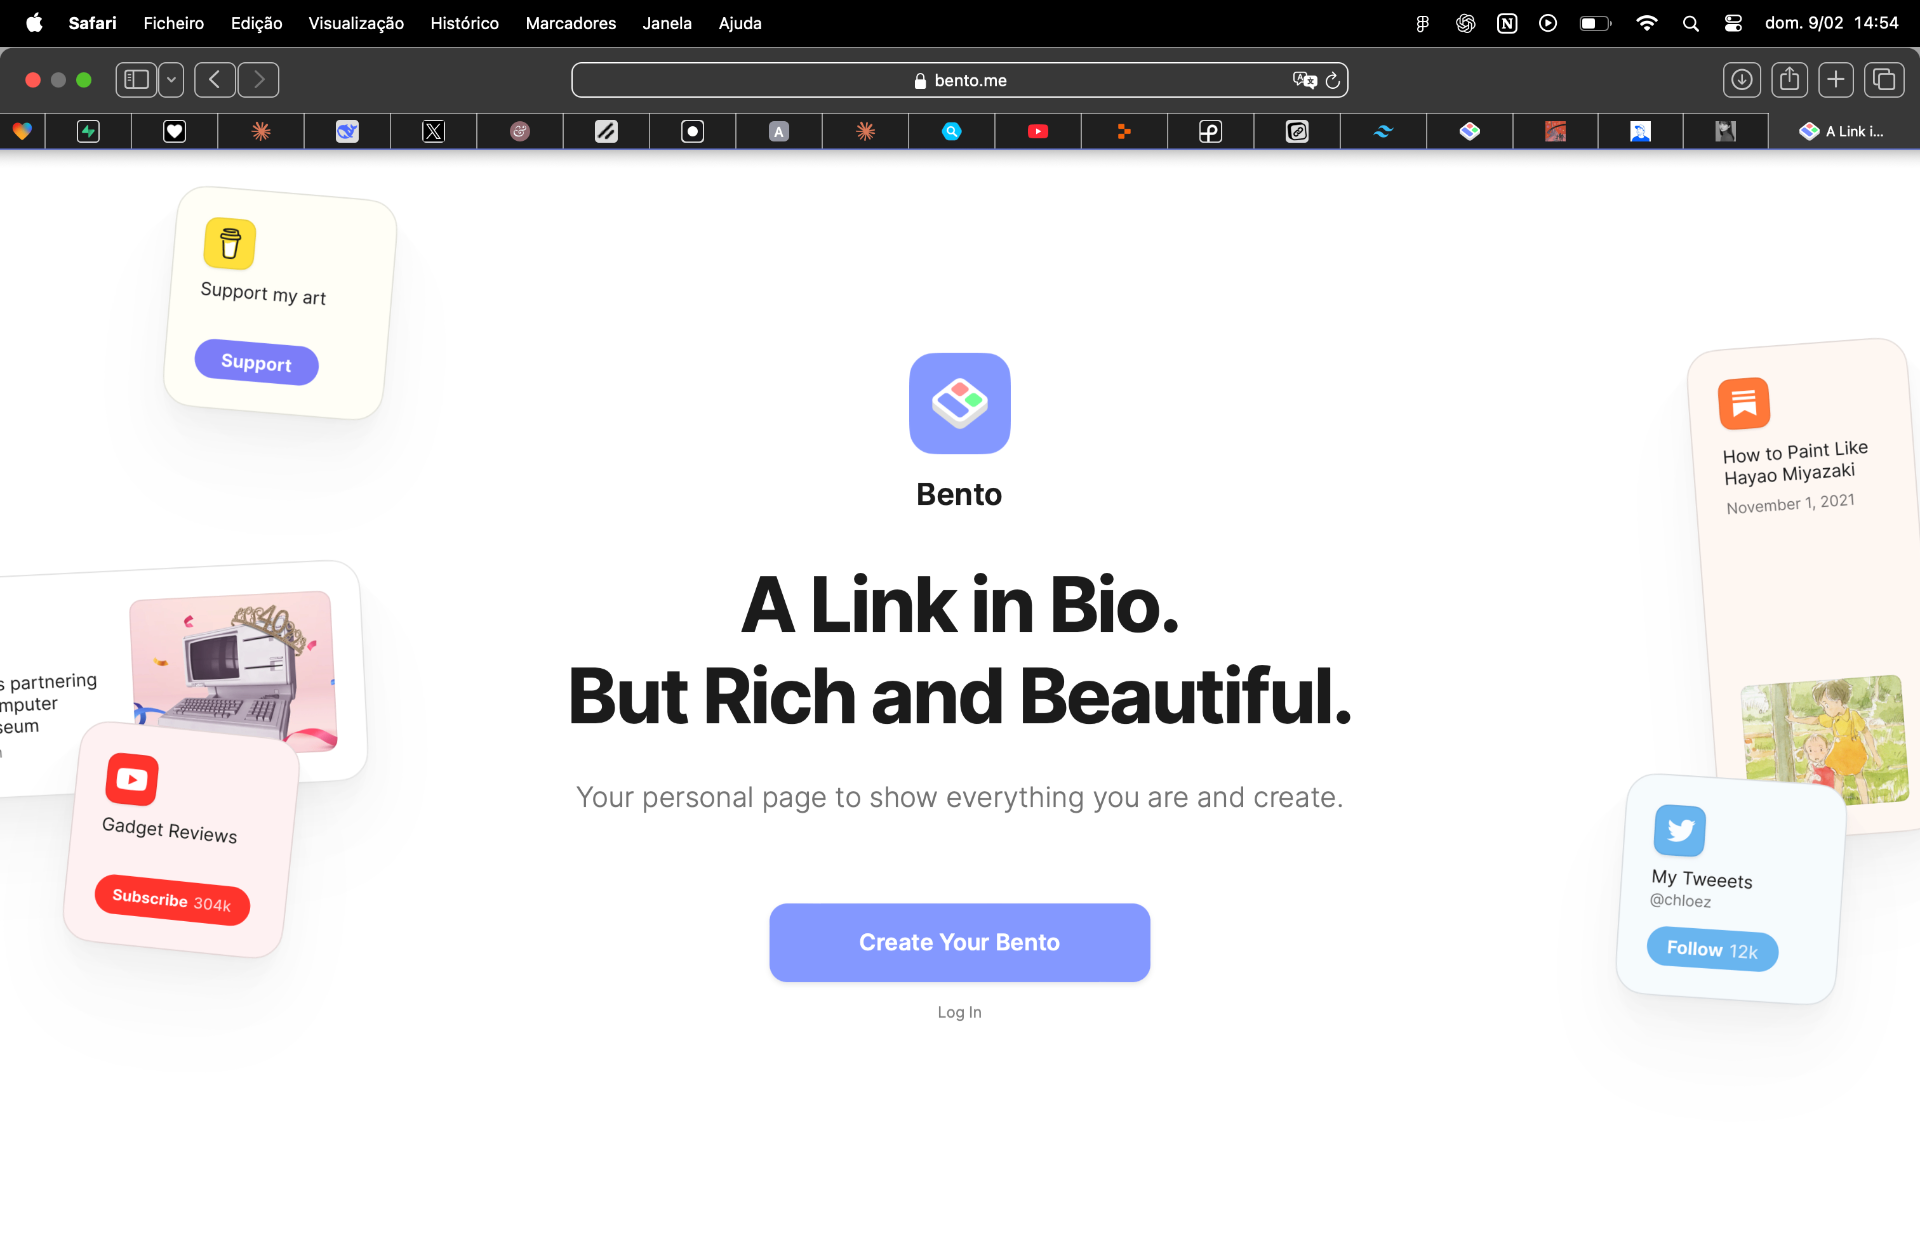 Safari Ficheiro Edição Visualização Histórico Marcadores Janela Ajuda dom. 9/02 14:54
bento.me
A Link i...
Support my art
Support
Bento
A Link in Bio.
But Rich and Beautiful.
Your personal page to show everything you are and create.
Create Your Bento
Log In
s partnering
mputer
seum
Gadget Reviews
Subscribe 304k
How to Paint Like
Hayao Miyazaki
November 1, 2021
My Tweeets
@chloez
Follow 12k